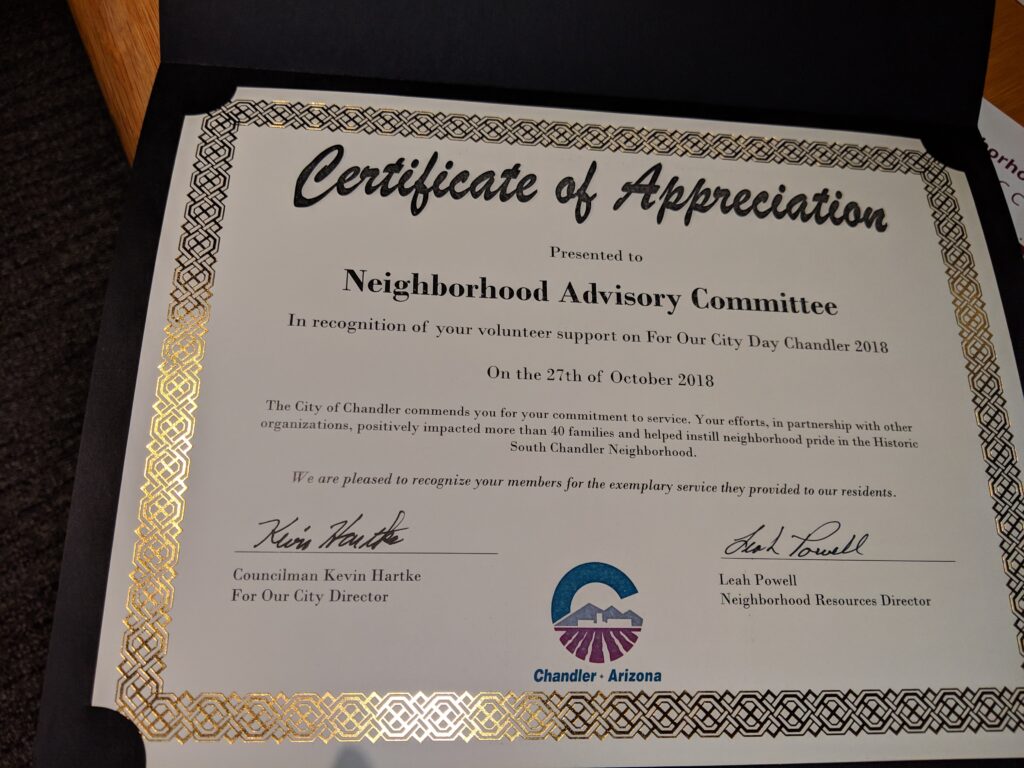 Certificate of Appreciation
Presented to
Neighborhood Advisory Committee
In recognition of your volunteer support on For Our City Day Chandler 2018
On the 27th of October 2018
The City of Chandler commends you for your commitment to service. Your efforts, in partnership with other
organizations, positively impacted more than 40 families and helped instill neighborhood pride in the Historic
South Chandler Neighborhood.
We are pleased to recognize your members for the exemplary service they provided to our residents.
Kevin Hartke
Councilman Kevin Hartke
For Our City Director
Leah Powell
Leah Powell
Neighborhood Resources Director
Chandler · Arizona